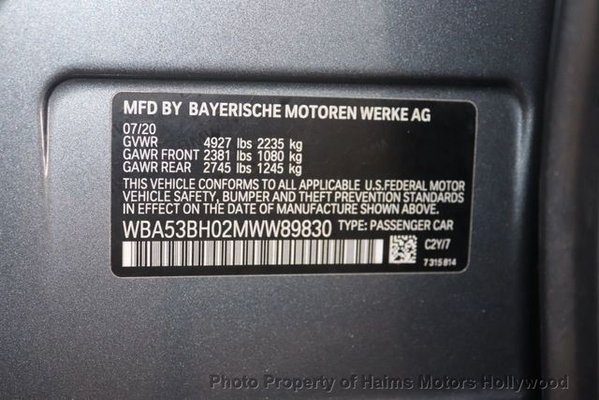 MFD BY BAYERISCHE MOTOREN WERKE AG
07/20
GVWR 4927 lbs 2235 kg
GAWR FRONT 2381 lbs 1080 kg
GAWR REAR 2745 lbs 1245 kg
THIS VEHICLE CONFORMS TO ALL APPLICABLE U.S.FEDERAL MOTOR
VEHICLE SAFETY, BUMPER, AND THEFT PREVENTION STANDARDS
IN EFFECT ON THE DATE OF MANUFACTURE SHOWN ABOVE.
WBA53BH02MWW89830 TYPE: PASSENGER CAR
C2Y/7
7315814
Photo Property of Haims Motors Hollywood